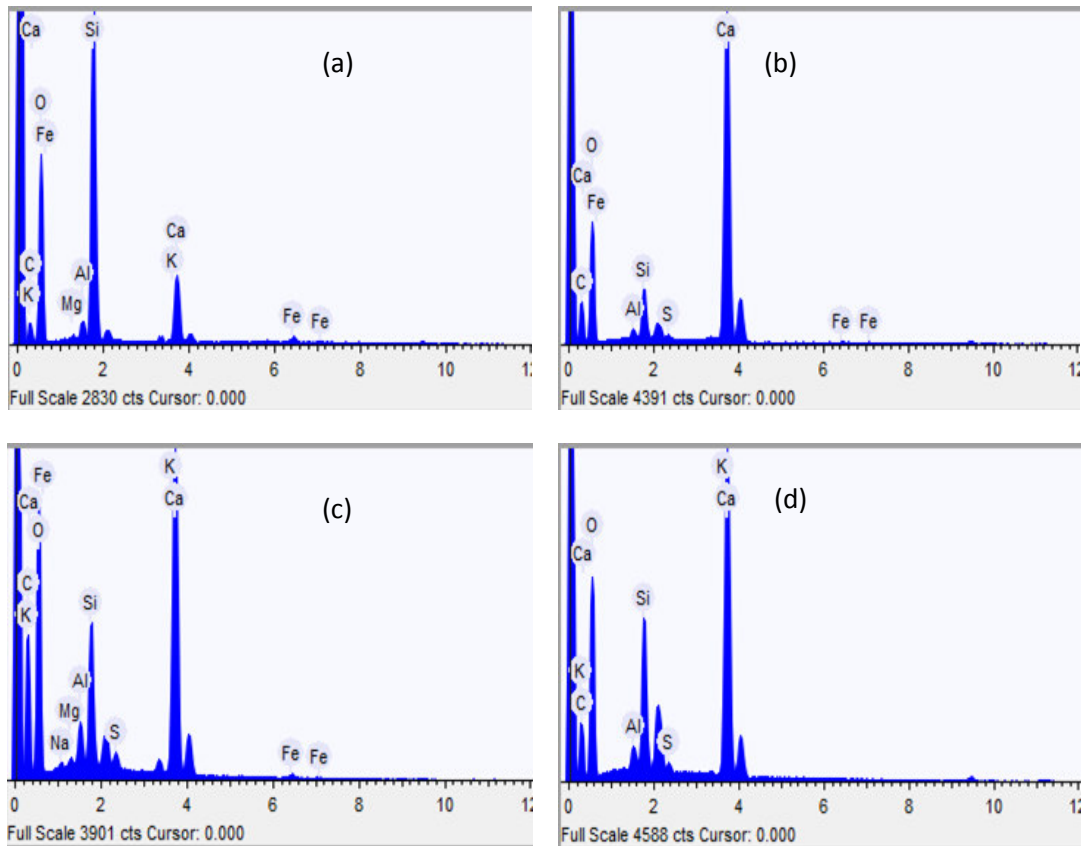 Ca Si
(a)
O
Fe
C
Al
Ca
K
K
Mg
Fe Fe
0 2 4 6 8 10 12
Full Scale 2830 cts Cursor: 0.000
Ca
(b)
O
Ca
Fe
Si
C
Al S
Fe Fe
0 2 4 6 8 10 12
Full Scale 4391 cts Cursor: 0.000
Fe
K
Ca
Ca
(c)
O
C
Si
K
Al
Mg
Na
S
Fe Fe
0 2 4 6 8 10 12
Full Scale 3901 cts Cursor: 0.000
K
Ca
(d)
O
Ca
Si
K
C
Al
S
0 2 4 6 8 10 12
Full Scale 4588 cts Cursor: 0.000